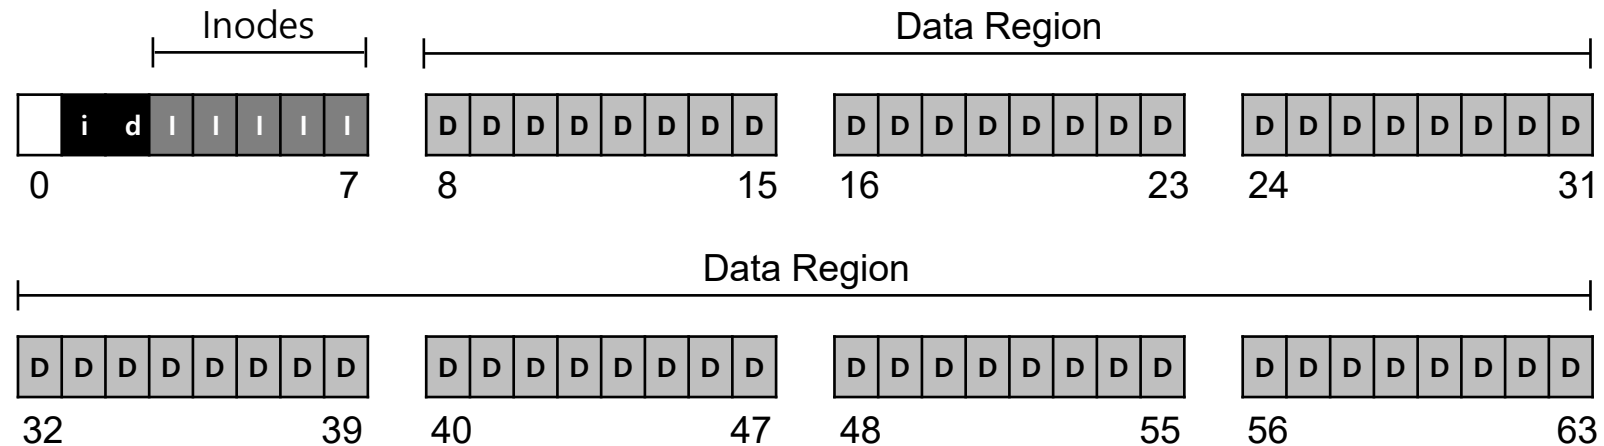 Inodes Data Region
i d I I I I I D D D D D D D D D D D D D D D D D D D D D D D D
0 7 8 15 16 23 24 31
Data Region
D D D D D D D D D D D D D D D D D D D D D D D D D D D D D D D D
32 39 40 47 48 55 56 63